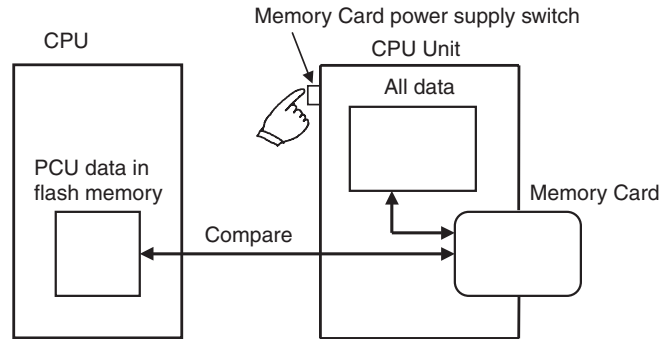 Memory Card power supply switch
CPU
CPU Unit
All data
PCU data in
flash memory
Memory Card
Compare